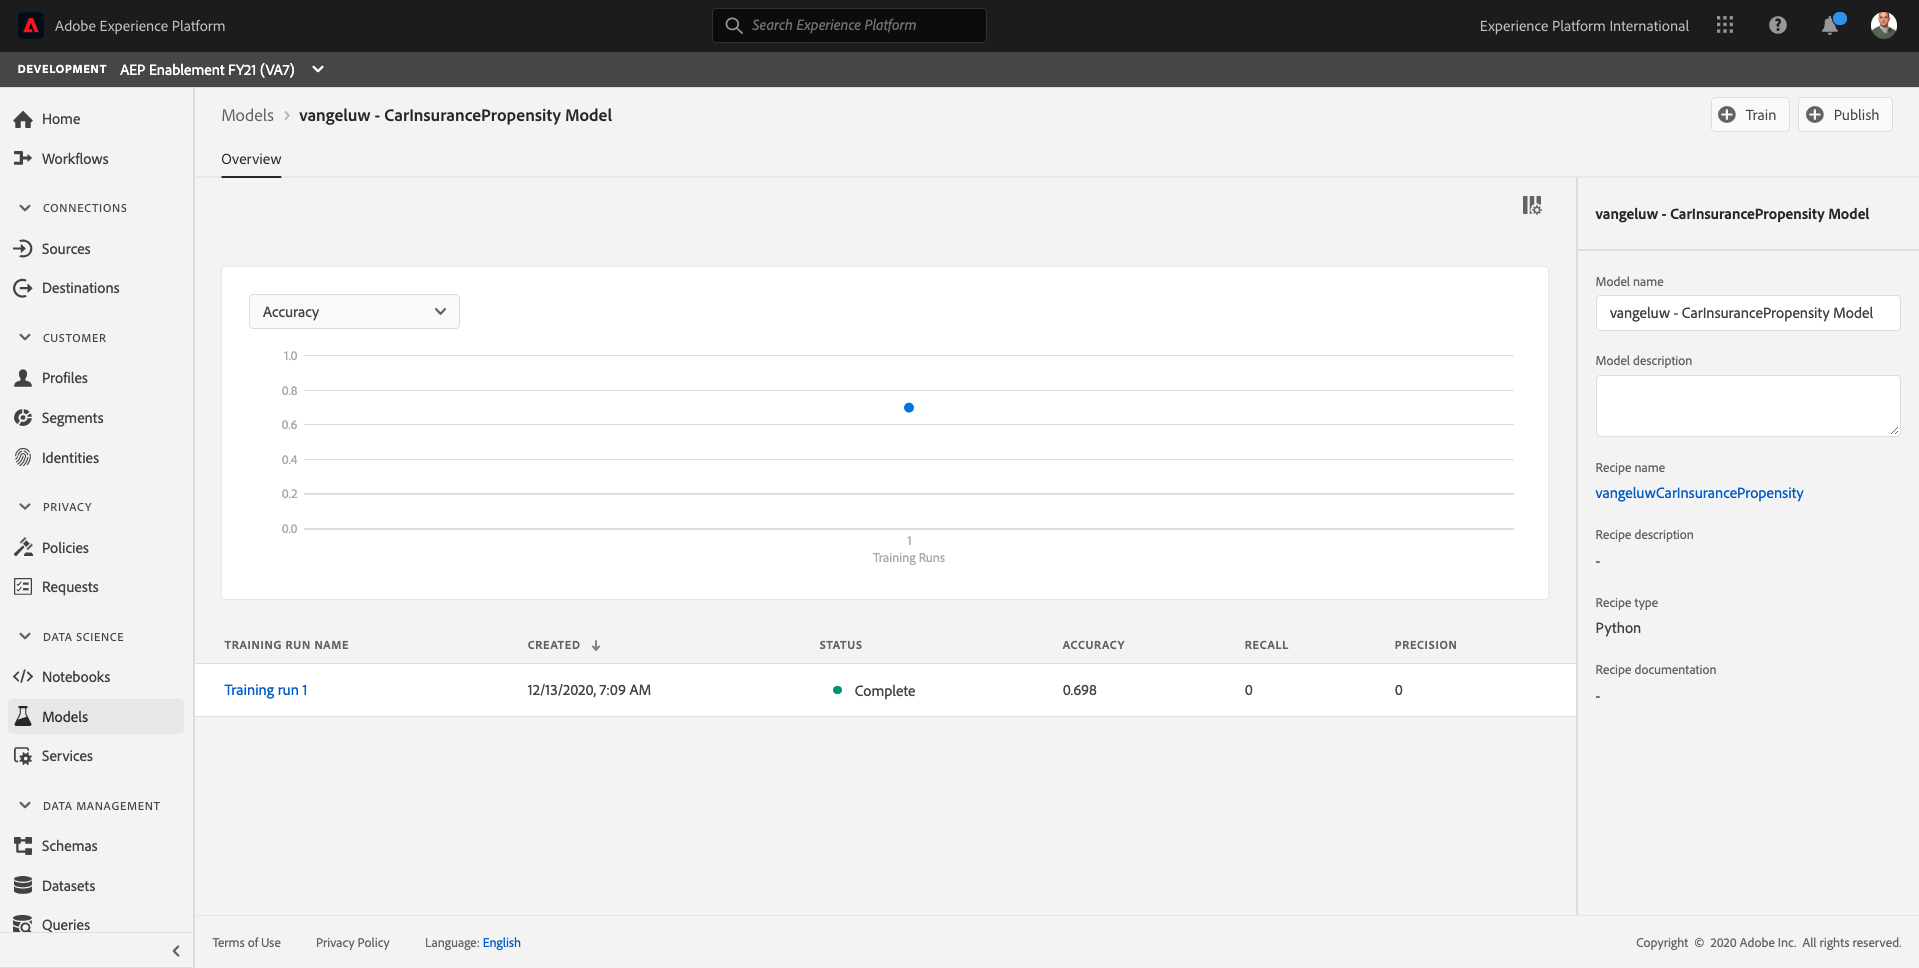 Adobe Experience Platform
Search Experience Platform
Experience Platform International
DEVELOPMENT AEP Enablement FY21 (VA7)
Home
Workflows
CONNECTIONS
Sources
Destinations
CUSTOMER
Profiles
Segments
Identities
PRIVACY
Policies
Requests
DATA SCIENCE
Notebooks
Models
Services
DATA MANAGEMENT
Schemas
Datasets
Queries
Models > vangeluw - CarInsurancePropensity Model
Train
Publish
Overview
Accuracy
1.0
0.8
0.6
0.4
0.2
0.0
1
Training Runs
TRAINING RUN NAME CREATED STATUS ACCURACY RECALL PRECISION
Training run 1 12/13/2020, 7:09 AM Complete 0.698 0 0
vangeluw - CarInsurancePropensity Model
Model name
vangeluw - CarInsurancePropensity Model
Model description
Recipe name
vangeluwCarInsurancePropensity
Recipe description
-
Recipe type
Python
Recipe documentation
-
Terms of Use Privacy Policy Language: English
Copyright © 2020 Adobe Inc. All rights reserved.